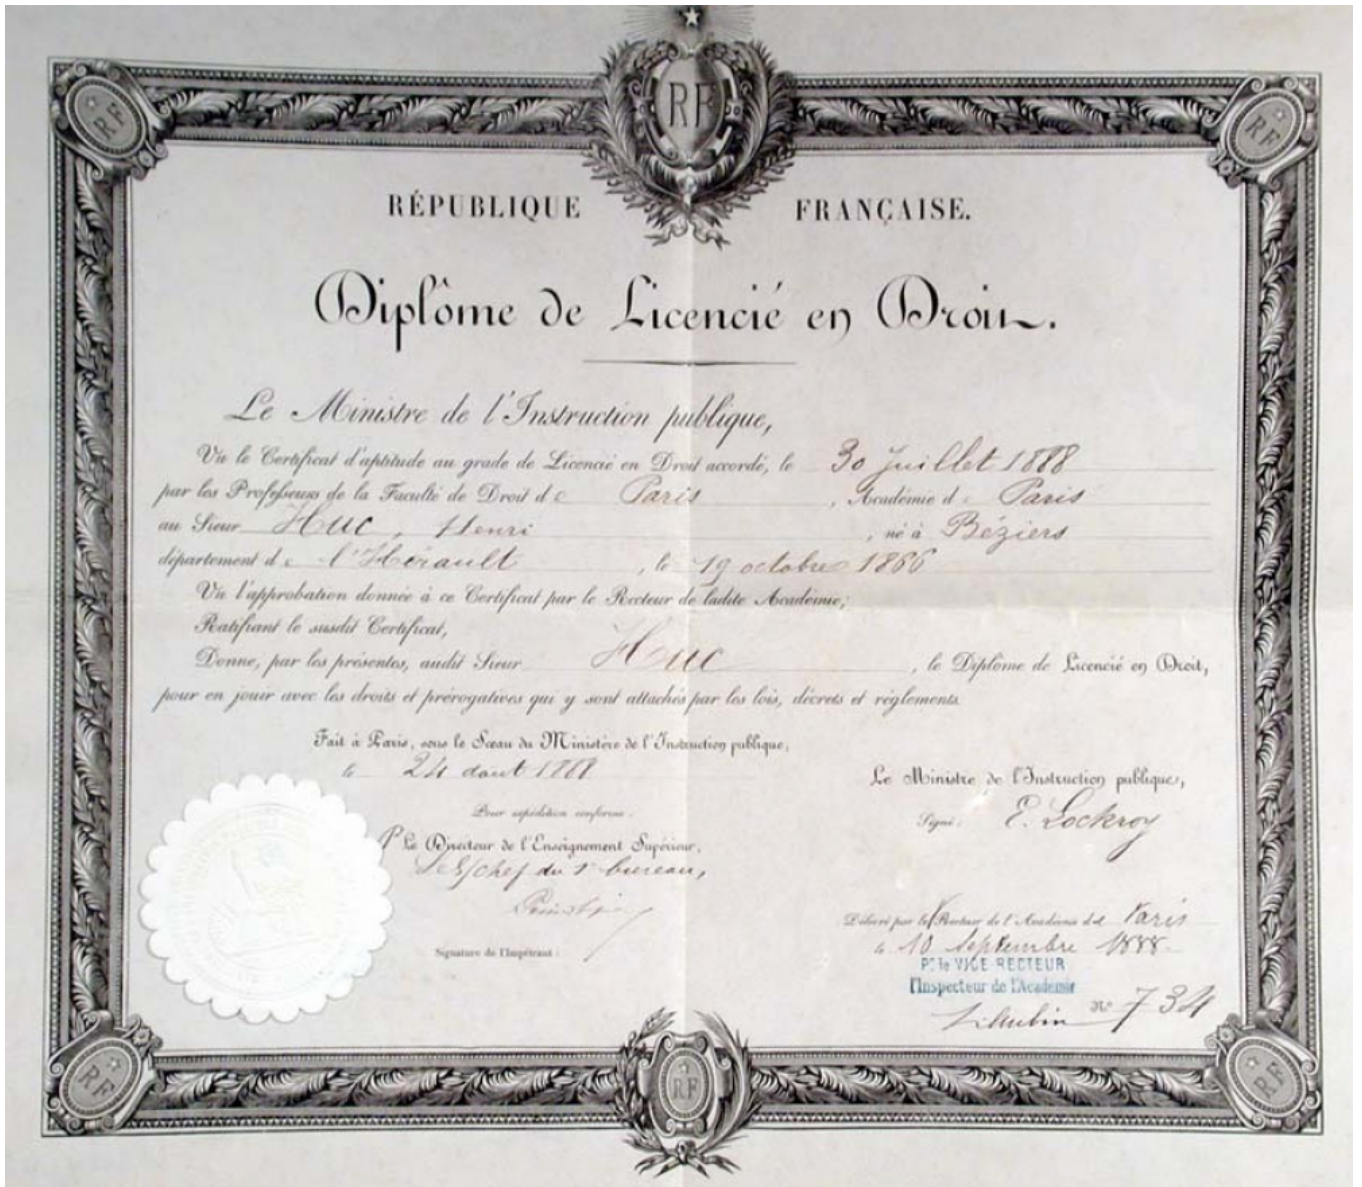 RF
RF
RF
RÉPUBLIQUE FRANÇAISE.
Diplôme de Licencié en Droit.
Le Ministre de l'Instruction publique,
Vu le Certificat d'aptitude au grade de Licencié en Droit accordé, le 30 Juillet 1888
par les Professeurs de la Faculté de Droit de Paris, Académie de Paris
au Sieur Huc, Henri, né à Béziers
département de l'Hérault, le 19 octobre 1866
Vu l'approbation donnée à ce Certificat par le Recteur de ladite Académie;
Ratifiant le susdit Certificat,
Donne, par les présentes, audit Sieur Huc, le Diplôme de Licencié en Droit,
pour en jouir avec les droits et prérogatives qui y sont attachés par les lois, décrets et règlements.
Fait à Paris, sous le Sceau du Ministère de l'Instruction publique,
le 24 août 1888
Le Ministre de l'Instruction publique,
Pour expédition conforme:
Signé: E. Lockroy
Pr Le Directeur de l'Enseignement Supérieur,
chef du 1er bureau,
Délivré par le Recteur de l'Académie de Paris
le 10 Septembre 1888.
Signature de l'Impétrant:
Pr le VICE RECTEUR
l'Inspecteur de l'Académie
No 734
RF
RF
RF